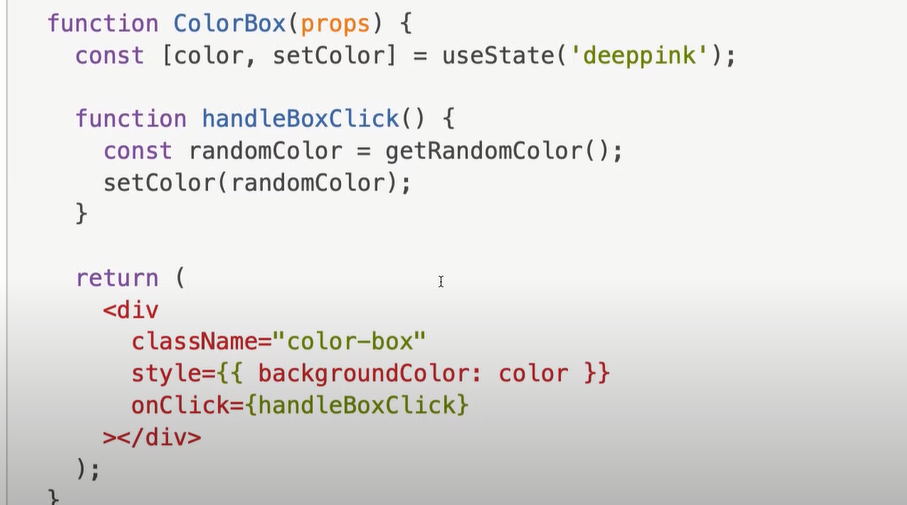 function ColorBox(props) {
const [color, setColor] = useState('deeppink');
function handleBoxClick() {
const randomColor = getRandomColor();
setColor(randomColor);
}
return (
<div
className="color-box"
style={{ backgroundColor: color }}
onClick={handleBoxClick}
></div>
);
}